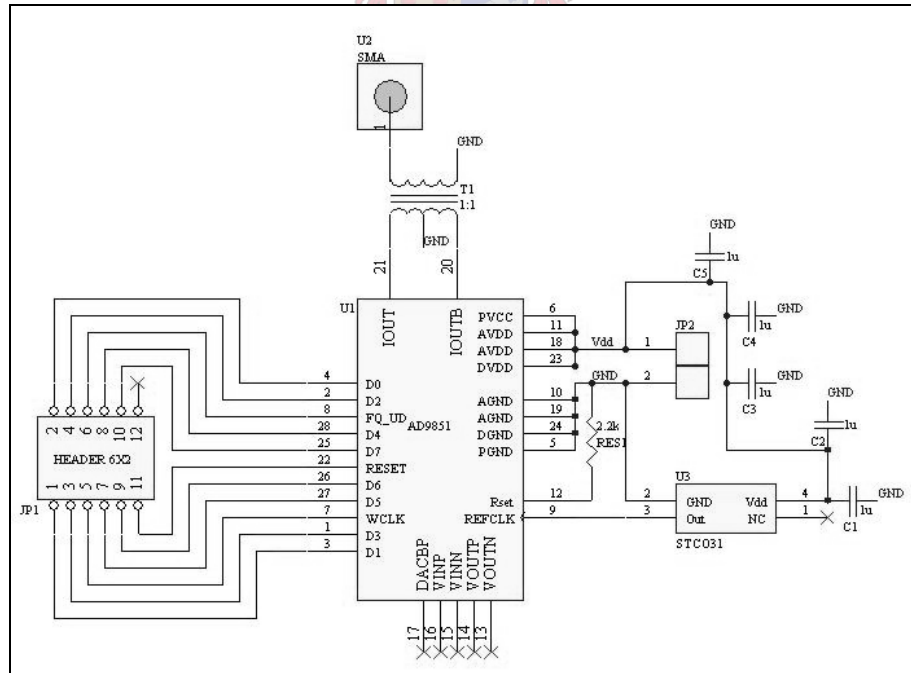 U2
SMA
1
GND
T1
1:1
GND
21
20
GND
1u
C5
U1
IOUT
IOUTB
PVCC
6
AVDD
11
AVDD
18
DVDD
23
Vdd
1
JP2
1u
C4
GND
GND
2
1u
C3
GND
4
D0
2
D2
8
FQ_UD
28
D4
25
D7
22
RESET
26
D6
27
D5
7
WCLK
1
D3
3
D1
AD9851
AGND
10
AGND
19
DGND
24
PGND
5
2.2k
RES1
GND
C2
1u
2 4 6 8 10 12
HEADER 6X2
1 3 5 7 9 11
JP1
Rset
12
REFCLK
9
U3
2
GND
Vdd
4
3
Out
NC
1
STC031
GND
C1
1u
DACBP
VINP
VINN
VOUTP
VOUTN
17
16
15
14
13